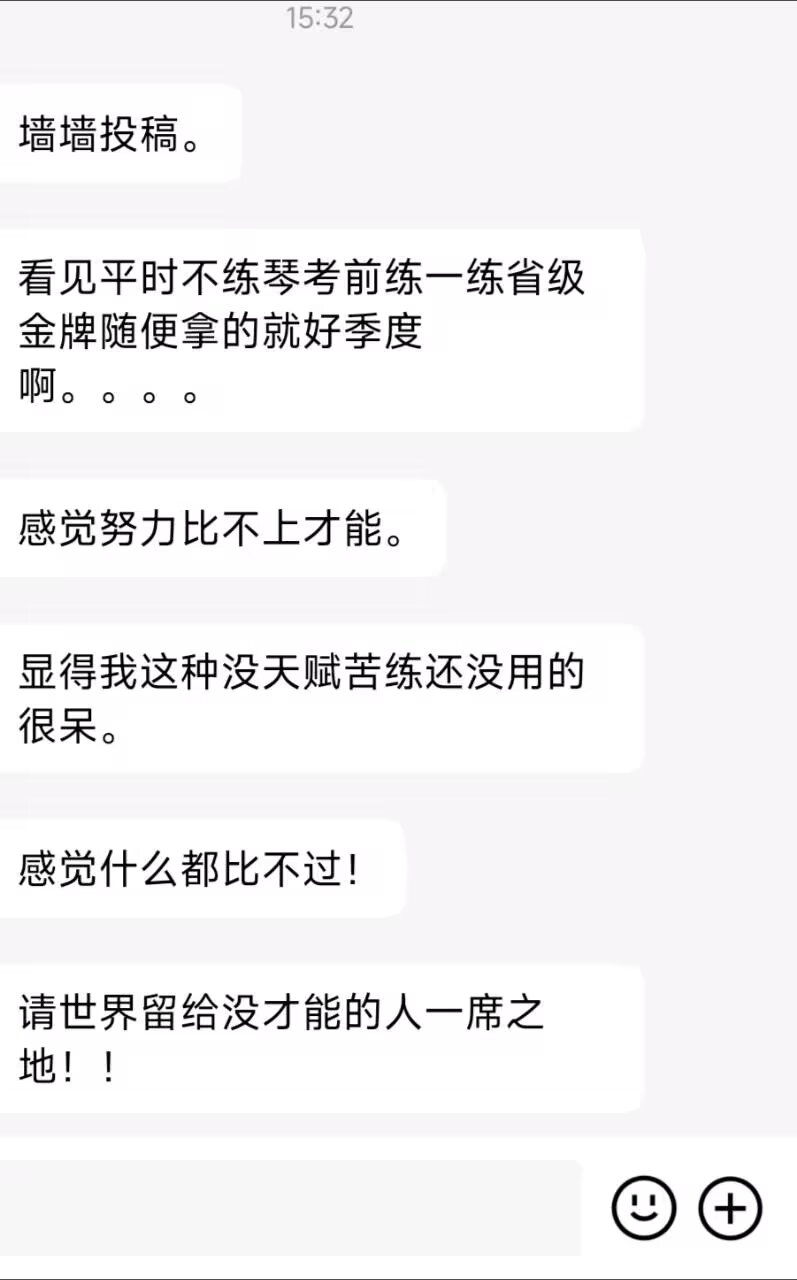 15:32
墙墙投稿。
看见平时不练琴考前练一练省级
金牌随便拿的就好季度
啊。。。。
感觉努力比不上才能。
显得我这种没天赋苦练还没用的
很呆。
感觉什么都比不过！
请世界留给没才能的人一席之
地！！